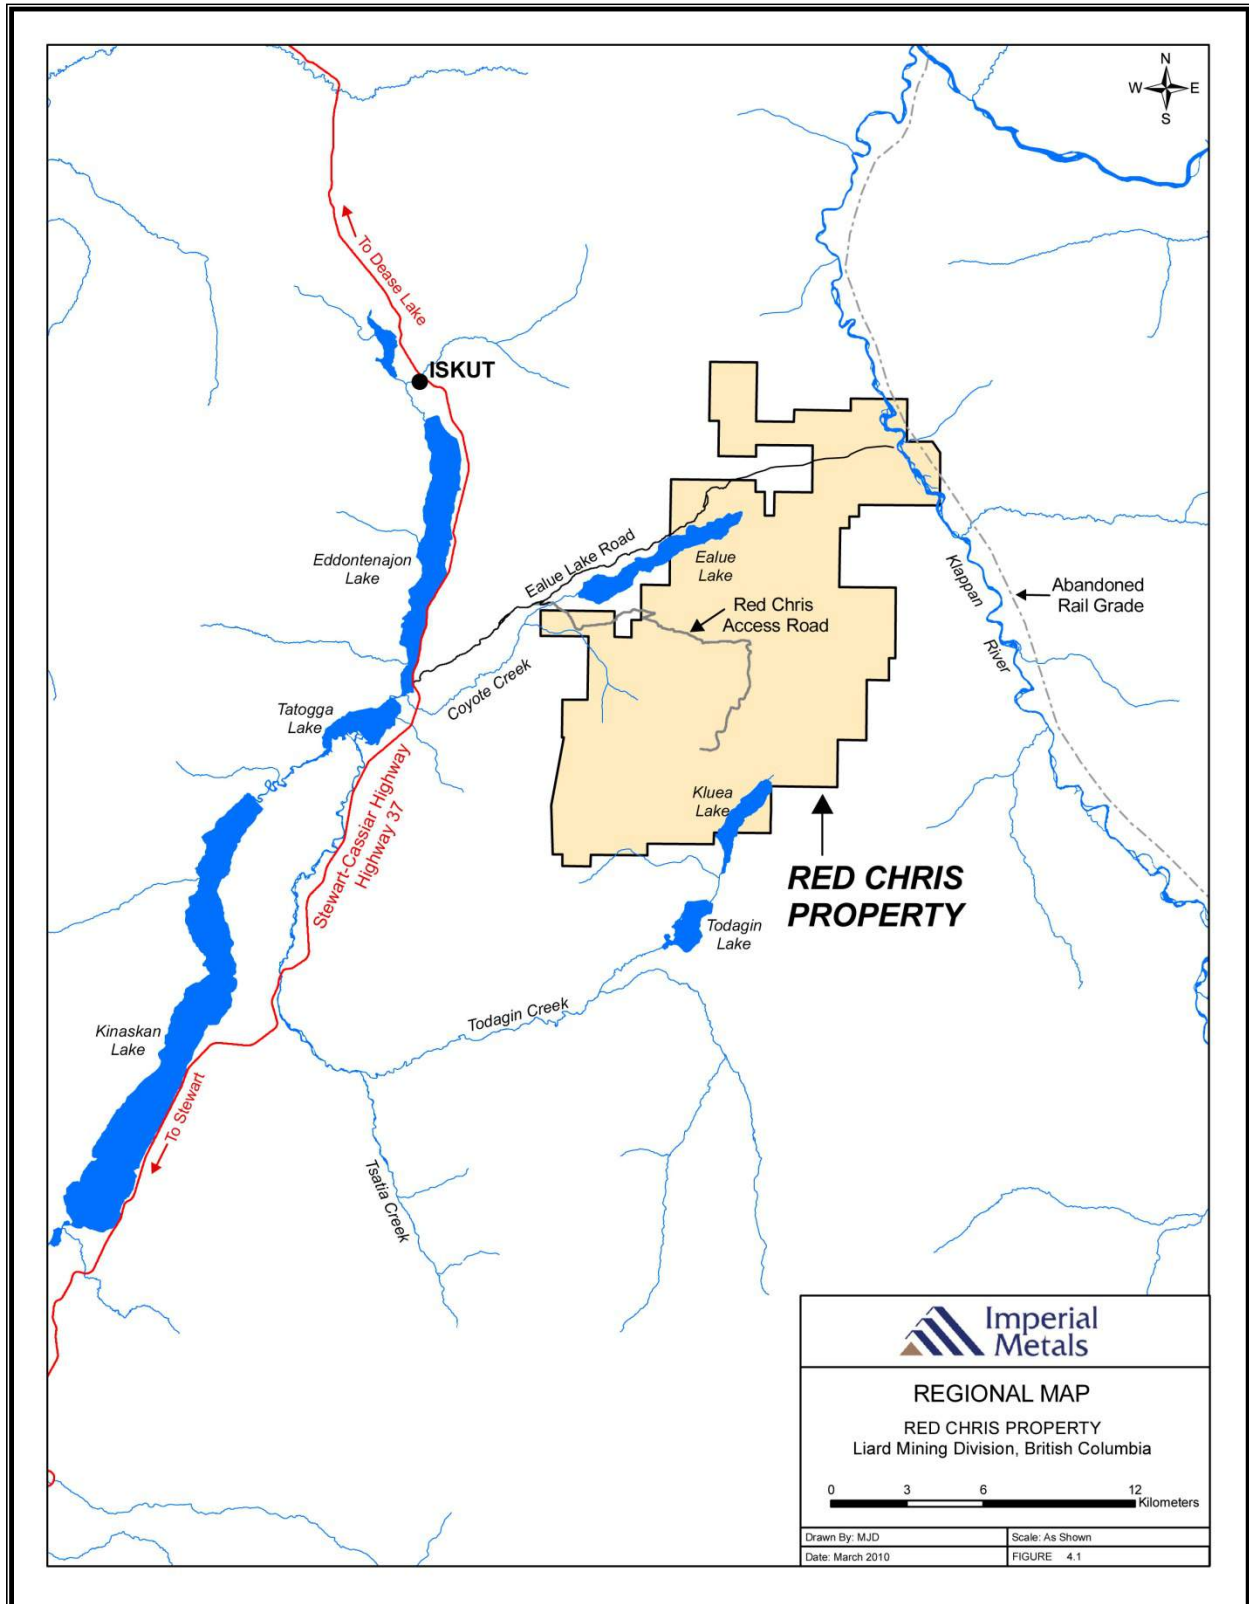 N
W E
S
To Dease Lake
ISKUT
Eddontenajon
Lake
Ealue Lake Road
Ealue
Lake
Red Chris
Access Road
Klappan
River
Abandoned
Rail Grade
Coyote Creek
Tatogga
Lake
Stewart-Cassiar Highway
Highway 37
Kluea
Lake
RED CHRIS
PROPERTY
Todagin
Lake
Todagin Creek
Kinaskan
Lake
To Stewart
Tsatia Creek
Imperial
Metals
REGIONAL MAP
RED CHRIS PROPERTY
Liard Mining Division, British Columbia
0 3 6 12
Kilometers
Drawn By: MJD
Scale: As Shown
Date: March 2010
FIGURE 4.1